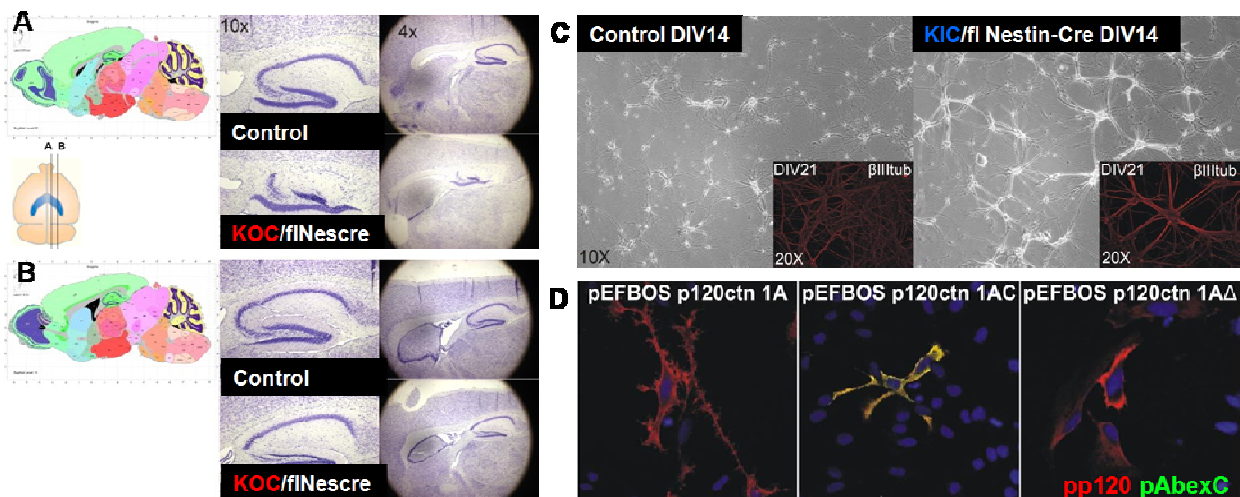 A
10x
4x
Control
A B
KOC/flNescre
B
Control
KOC/flNescre
C
Control DIV14
KIC/fl Nestin-Cre DIV14
DIV21 βIIItub
20X
DIV21 βIIItub
20X
10X
D
pEFBOS p120ctn 1A
pEFBOS p120ctn 1AC
pEFBOS p120ctn 1AΔ
pp120 pAbexC